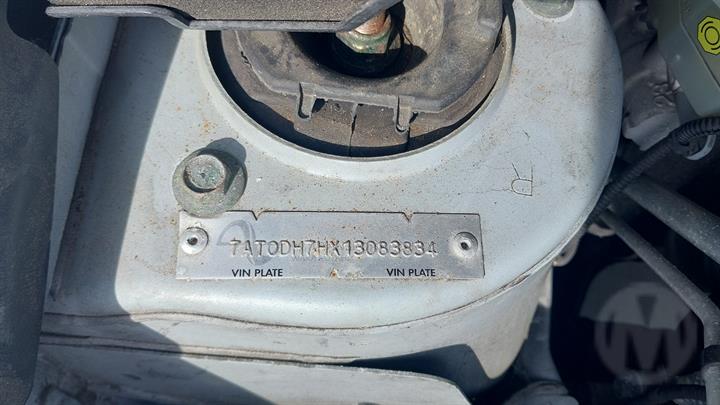 R
7AT0DH7HX13083834
VIN PLATE VIN PLATE
M